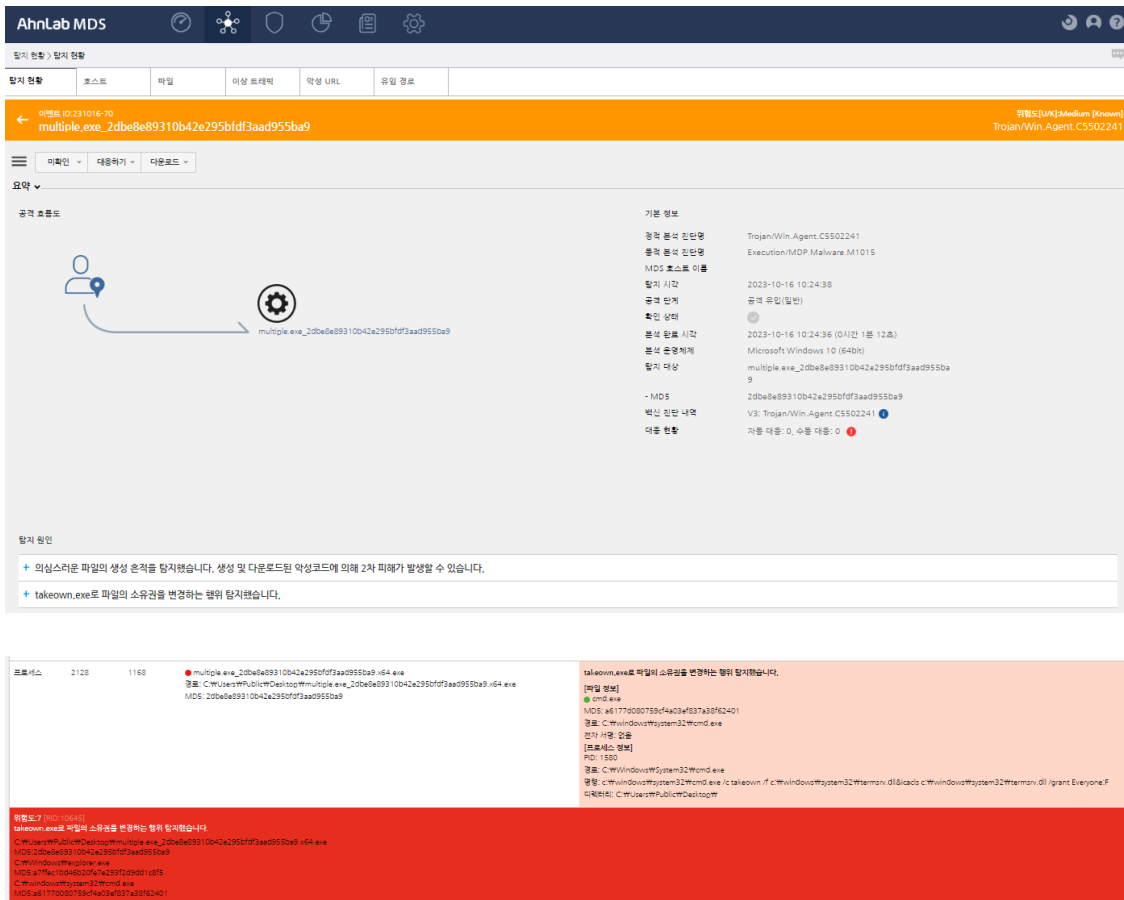 AhnLab MDS
탐지 현황 > 탐지 현황
탐지 현황 호스트 파일 이상 트래픽 악성 URL 유입 경로
이벤트 ID:231016-70
multiple.exe_2dbe8e89310b42e295bfdf3aad955ba9
위험도[U/K]:Medium [Known]
Trojan/Win.Agent.C5502241
미확인 대응하기 다운로드
요약
공격 흐름도
multiple.exe_2dbe8e89310b42e295bfdf3aad955ba9
기본 정보
정적 분석 진단명 Trojan/Win.Agent.C5502241
동적 분석 진단명 Execution/MDP.Malware.M1015
MDS 호스트 이름
탐지 시각 2023-10-16 10:24:38
공격 단계 공격 유입(일반)
확인 상태
분석 완료 시각 2023-10-16 10:24:36 (0시간 1분 12초)
분석 운영체제 Microsoft Windows 10 (64bit)
탐지 대상 multiple.exe_2dbe8e89310b42e295bfdf3aad955ba
9
- MD5 2dbe8e89310b42e295bfdf3aad955ba9
백신 진단 내역 V3: Trojan/Win.Agent.C5502241
대응 현황 자동 대응: 0, 수동 대응: 0
탐지 원인
+ 의심스러운 파일의 생성 흔적을 탐지했습니다. 생성 및 다운로드된 악성코드에 의해 2차 피해가 발생할 수 있습니다.
+ takeown.exe로 파일의 소유권을 변경하는 행위 탐지했습니다.
프로세스 2128 1168 multiple.exe_2dbe8e89310b42e295bfdf3aad955ba9.x64.exe
경로: C:₩Users₩Public₩Desktop₩multiple.exe_2dbe8e89310b42e295bfdf3aad955ba9.x64.exe
MD5: 2dbe8e89310b42e295bfdf3aad955ba9
takeown.exe로 파일의 소유권을 변경하는 행위 탐지했습니다.
[파일 정보]
cmd.exe
MD5: a6177d080759cf4a03ef837a38f62401
경로: C:₩windows₩system32₩cmd.exe
전자 서명: 없음
[프로세스 정보]
PID: 1580
경로: C:₩Windows₩System32₩cmd.exe
명령: c:₩windows₩system32₩cmd.exe /c takeown /f c:₩windows₩system32₩termsrv.dll&icacls c:₩windows₩system32₩termsrv.dll /grant Everyone:F
디렉터리: C:₩Users₩Public₩Desktop₩
위험도:7 [RID:10645]
takeown.exe로 파일의 소유권을 변경하는 행위 탐지했습니다.
C:₩Users₩Public₩Desktop₩multiple.exe_2dbe8e89310b42e295bfdf3aad955ba9.x64.exe
MD5:2dbe8e89310b42e295bfdf3aad955ba9
C:₩Windows₩explorer.exe
MD5:a7ffec1bd46b20fe7e293f2d9dd1c8f5
C:₩windows₩system32₩cmd.exe
MD5:a6177d080759cf4a03ef837a38f62401